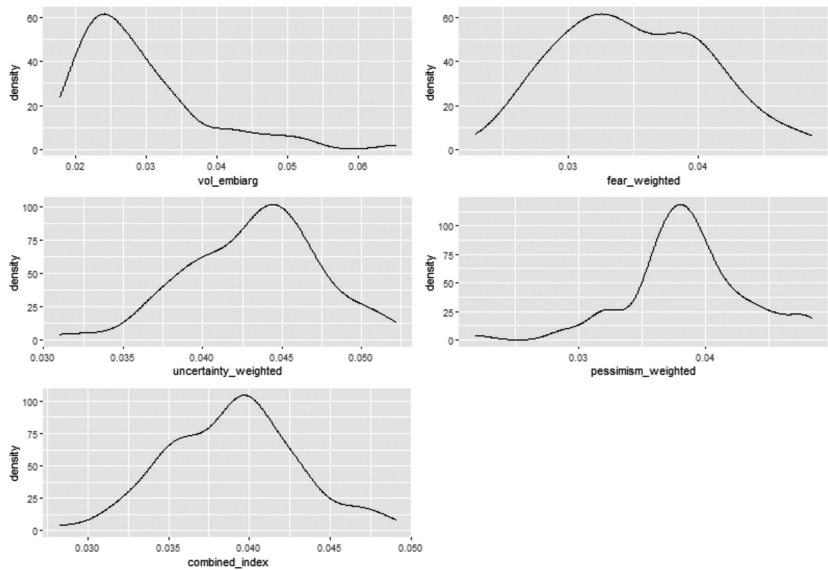 60-
40-
20-
0-
density
0.02 0.03 0.04 0.05 0.06
vol_embiarg
60-
40-
20-
0-
density
0.03 0.04
fear_weighted
100-
75-
50-
25-
0-
density
0.030 0.035 0.040 0.045 0.050
uncertainty_weighted
100-
75-
50-
25-
0-
density
0.03 0.04
pessimism_weighted
100-
75-
50-
25-
0-
density
0.030 0.035 0.040 0.045 0.050
combined_index